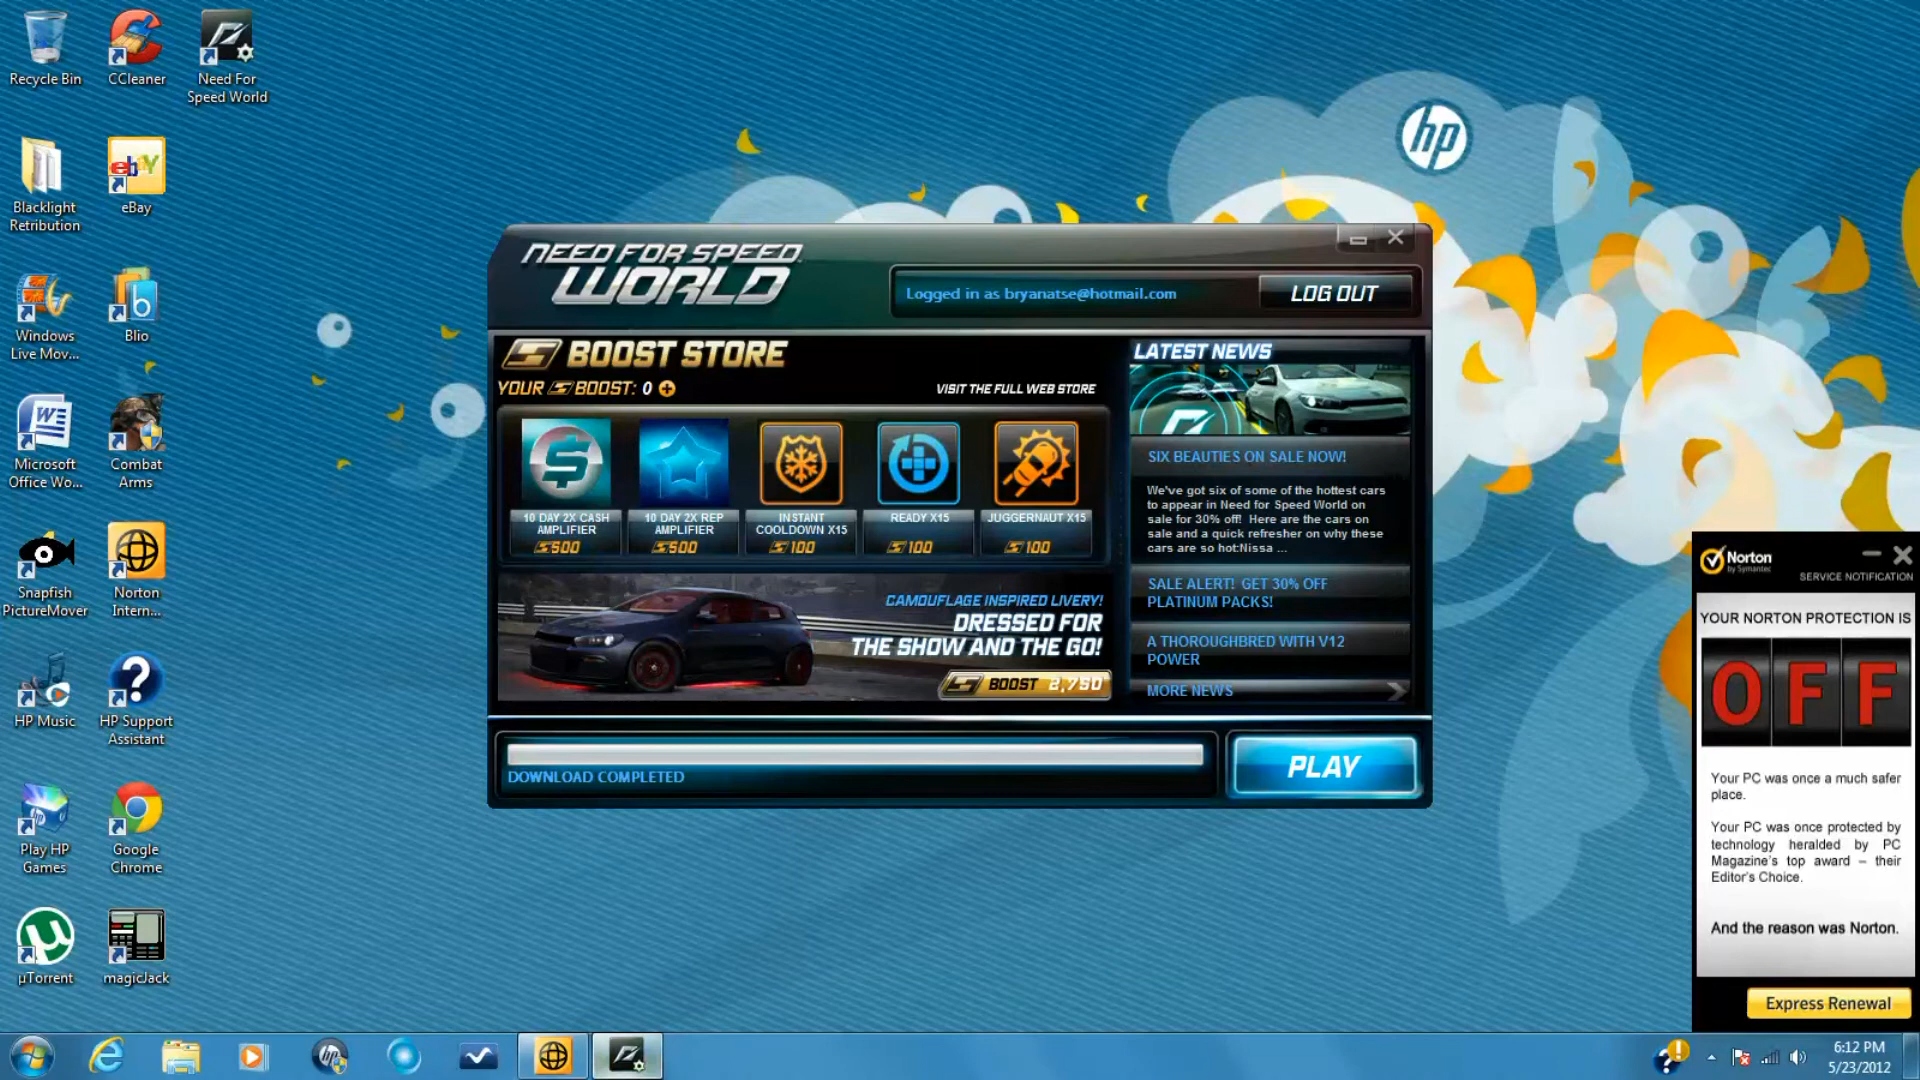 Recycle Bin
CCleaner
Need For
Speed World
Blacklight
Retribution
eBay
Windows
Live Mov...
Blio
Microsoft
Office Wo...
Combat
Arms
Snapfish
PictureMover
Norton
Intern...
HP Music
HP Support
Assistant
Play HP
Games
Google
Chrome
µTorrent
magicJack
hp
NEED FOR SPEED
WORLD
Logged in as bryanatse@hotmail.com
LOG OUT
BOOST STORE
YOUR BOOST: 0
VISIT THE FULL WEB STORE
10 DAY 2X CASH
AMPLIFIER
500
10 DAY 2X REP
AMPLIFIER
500
INSTANT
COOLDOWN X15
100
READY X15
100
JUGGERNAUT X15
100
CAMOUFLAGE INSPIRED LIVERY!
DRESSED FOR
THE SHOW AND THE GO!
BOOST 2,750
LATEST NEWS
SIX BEAUTIES ON SALE NOW!
We've got six of some of the hottest cars
to appear in Need for Speed World on
sale for 30% off! Here are the cars on
sale and a quick refresher on why these
cars are so hot:Nissa ...
SALE ALERT! GET 30% OFF
PLATINUM PACKS!
A THOROUGHBRED WITH V12
POWER
MORE NEWS
DOWNLOAD COMPLETED
PLAY
Norton
by Symantec
SERVICE NOTIFICATION
YOUR NORTON PROTECTION IS
OFF
Your PC was once a much safer
place.
Your PC was once protected by
technology heralded by PC
Magazine's top award – their
Editor's Choice.
And the reason was Norton.
Express Renewal
6:12 PM
5/23/2012